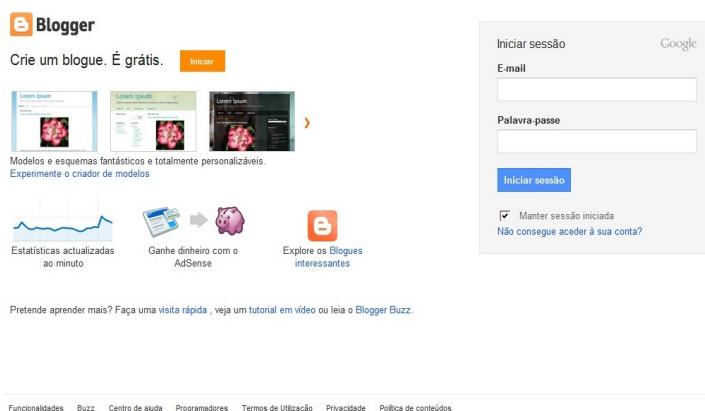 Blogger
Crie um blogue. É grátis.
Iniciar
Lorem Ipsum
Lorem Ipsum
Lorem Ipsum
Modelos e esquemas fantásticos e totalmente personalizáveis.
Experimente o criador de modelos
Estatísticas actualizadas
ao minuto
Ganhe dinheiro com o
AdSense
Explore os Blogues
interessantes
Pretende aprender mais? Faça uma visita rápida , veja um tutorial em vídeo ou leia o Blogger Buzz.
Iniciar sessão
Google
E-mail
Palavra-passe
Iniciar sessão
Manter sessão iniciada
Não consegue aceder à sua conta?
Funcionalidades Buzz Centro de ajuda Programadores Termos de Utilização Privacidade Política de conteúdos